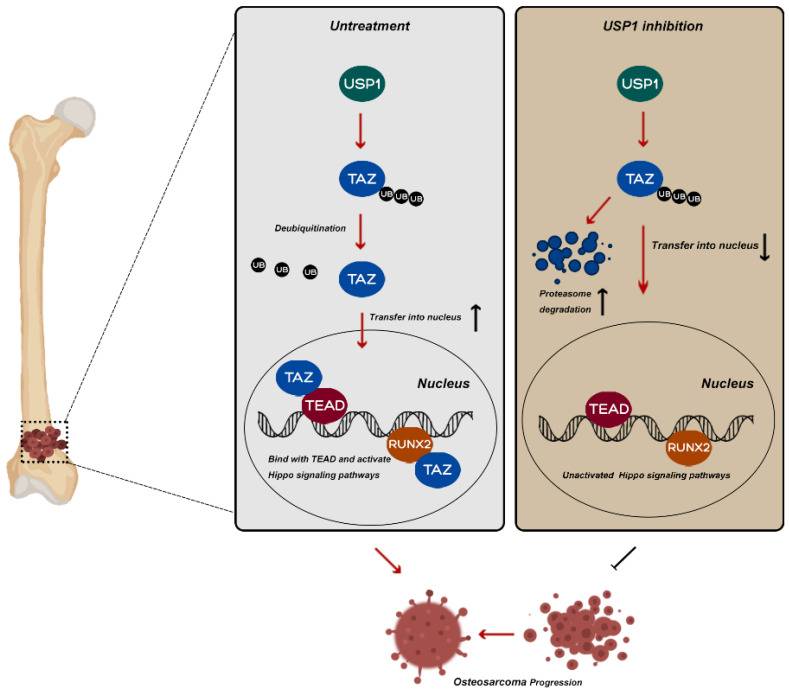 Untreatment
USP1
TAZ
UB UB UB
Deubiquitination
UB UB UB
TAZ
Transfer into nucleus
Nucleus
TAZ
TEAD
RUNX2
TAZ
Bind with TEAD and activate
Hippo signaling pathways
USP1 inhibition
USP1
TAZ
UB UB UB
Transfer into nucleus
Proteasome
degradation
Nucleus
TEAD
RUNX2
Unactivated Hippo signaling pathways
Osteosarcoma Progression